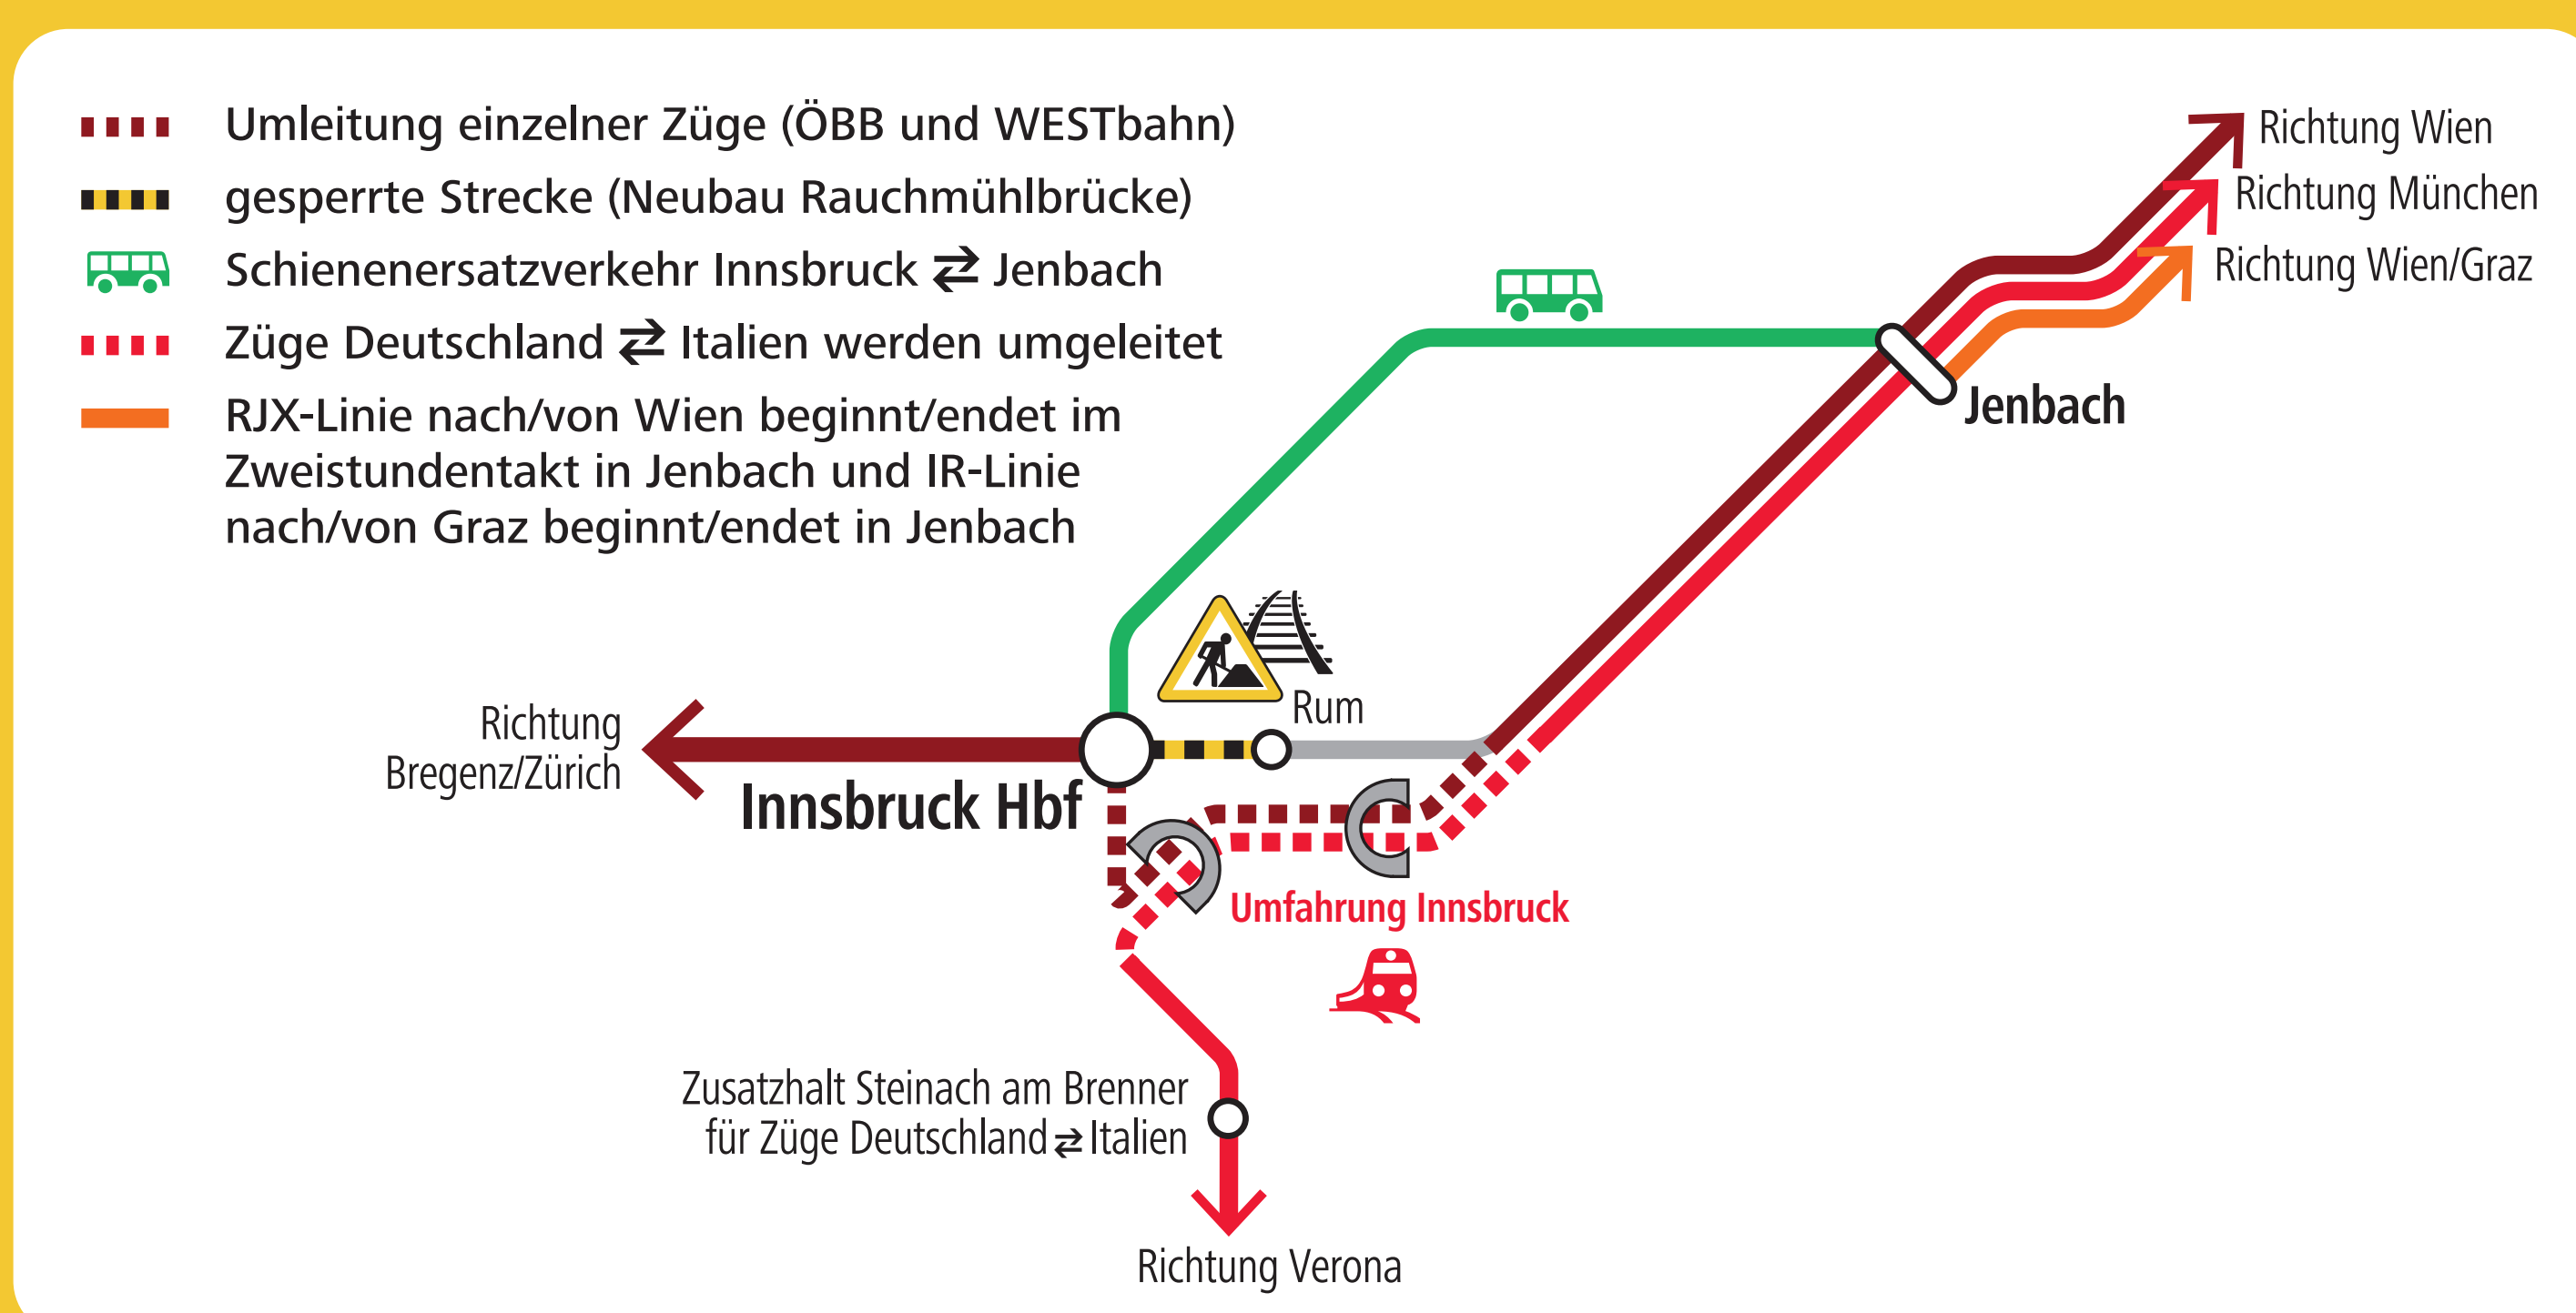 Umleitung einzelner Züge (ÖBB und WESTbahn)
gesperrte Strecke (Neubau Rauchmühlbrücke)
Schienenersatzverkehr Innsbruck ⇄ Jenbach
Züge Deutschland ⇄ Italien werden umgeleitet
RJX-Linie nach/von Wien beginnt/endet im
Zweistundentakt in Jenbach und IR-Linie
nach/von Graz beginnt/endet in Jenbach
Richtung Wien
Richtung München
Richtung Wien/Graz
Jenbach
Rum
Richtung
Bregenz/Zürich
Innsbruck Hbf
Umfahrung Innsbruck
Zusatzhalt Steinach am Brenner
für Züge Deutschland ⇄ Italien
Richtung Verona